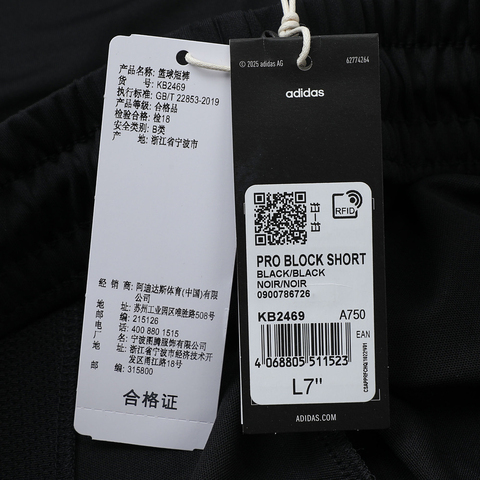 产品名称: 篮球短裤
货 号: KB2469
执行标准: GB/T 22853-2019
产品等级: 合格品
检验合格: 检18
安全类别: B类
产 地: 浙江省宁波市
经 销 商: 阿迪达斯体育(中国)有限
公司
地 址: 苏州工业园区唯胜路508号
邮 编: 215126
电 话: 400 880 1515
厂 名: 宁波图腾服饰有限公司
地 址: 浙江省宁波市经济技术开
发区甬江路18号
邮 编: 315800
合格证
© 2025 adidas AG
62774264
adidas
RFID
PRO BLOCK SHORT
BLACK/BLACK
NOIR/NOIR
0900786726
KB2469 A750
EAN
4 068805 511523
L7"
ADIDAS.COM